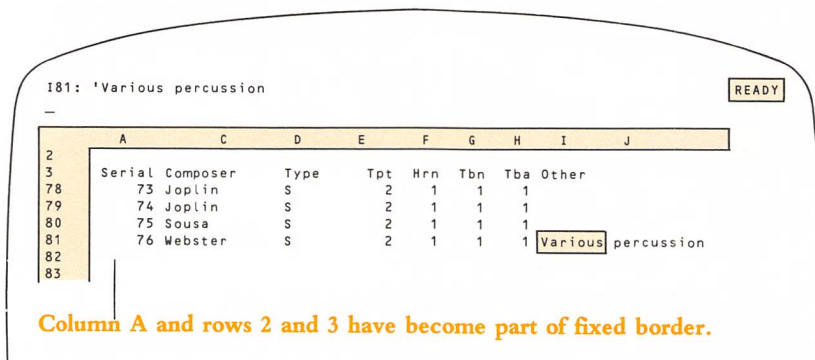 I81: 'Various percussion READY
A C D E F G H I J
2
3 Serial Composer Type Tpt Hrn Tbn Tba Other
78 73 Joplin S 2 1 1 1
79 74 Joplin S 2 1 1 1
80 75 Sousa S 2 1 1 1
81 76 Webster S 2 1 1 1 Various percussion
82
83
Column A and rows 2 and 3 have become part of fixed border.